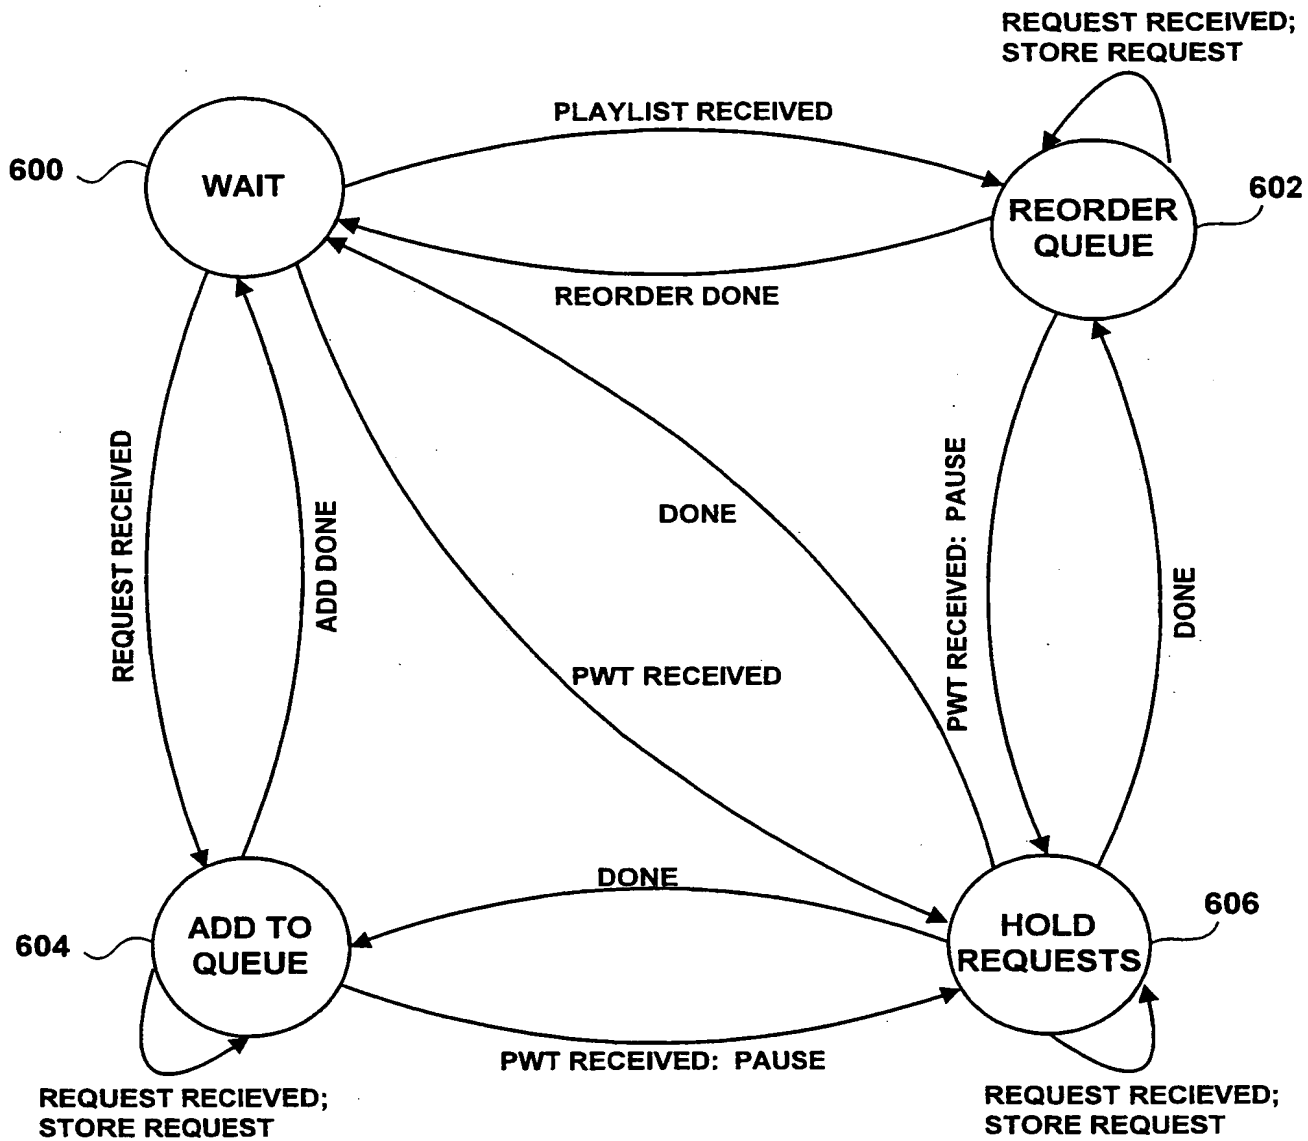 REQUEST RECEIVED;
STORE REQUEST
PLAYLIST RECEIVED
600
WAIT
602
REORDER
QUEUE
REORDER DONE
REQUEST RECEIVED
ADD DONE
DONE
PWT RECEIVED: PAUSE
DONE
PWT RECEIVED
DONE
604
ADD TO
QUEUE
606
HOLD
REQUESTS
PWT RECEIVED: PAUSE
REQUEST RECIEVED;
STORE REQUEST
REQUEST RECIEVED;
STORE REQUEST